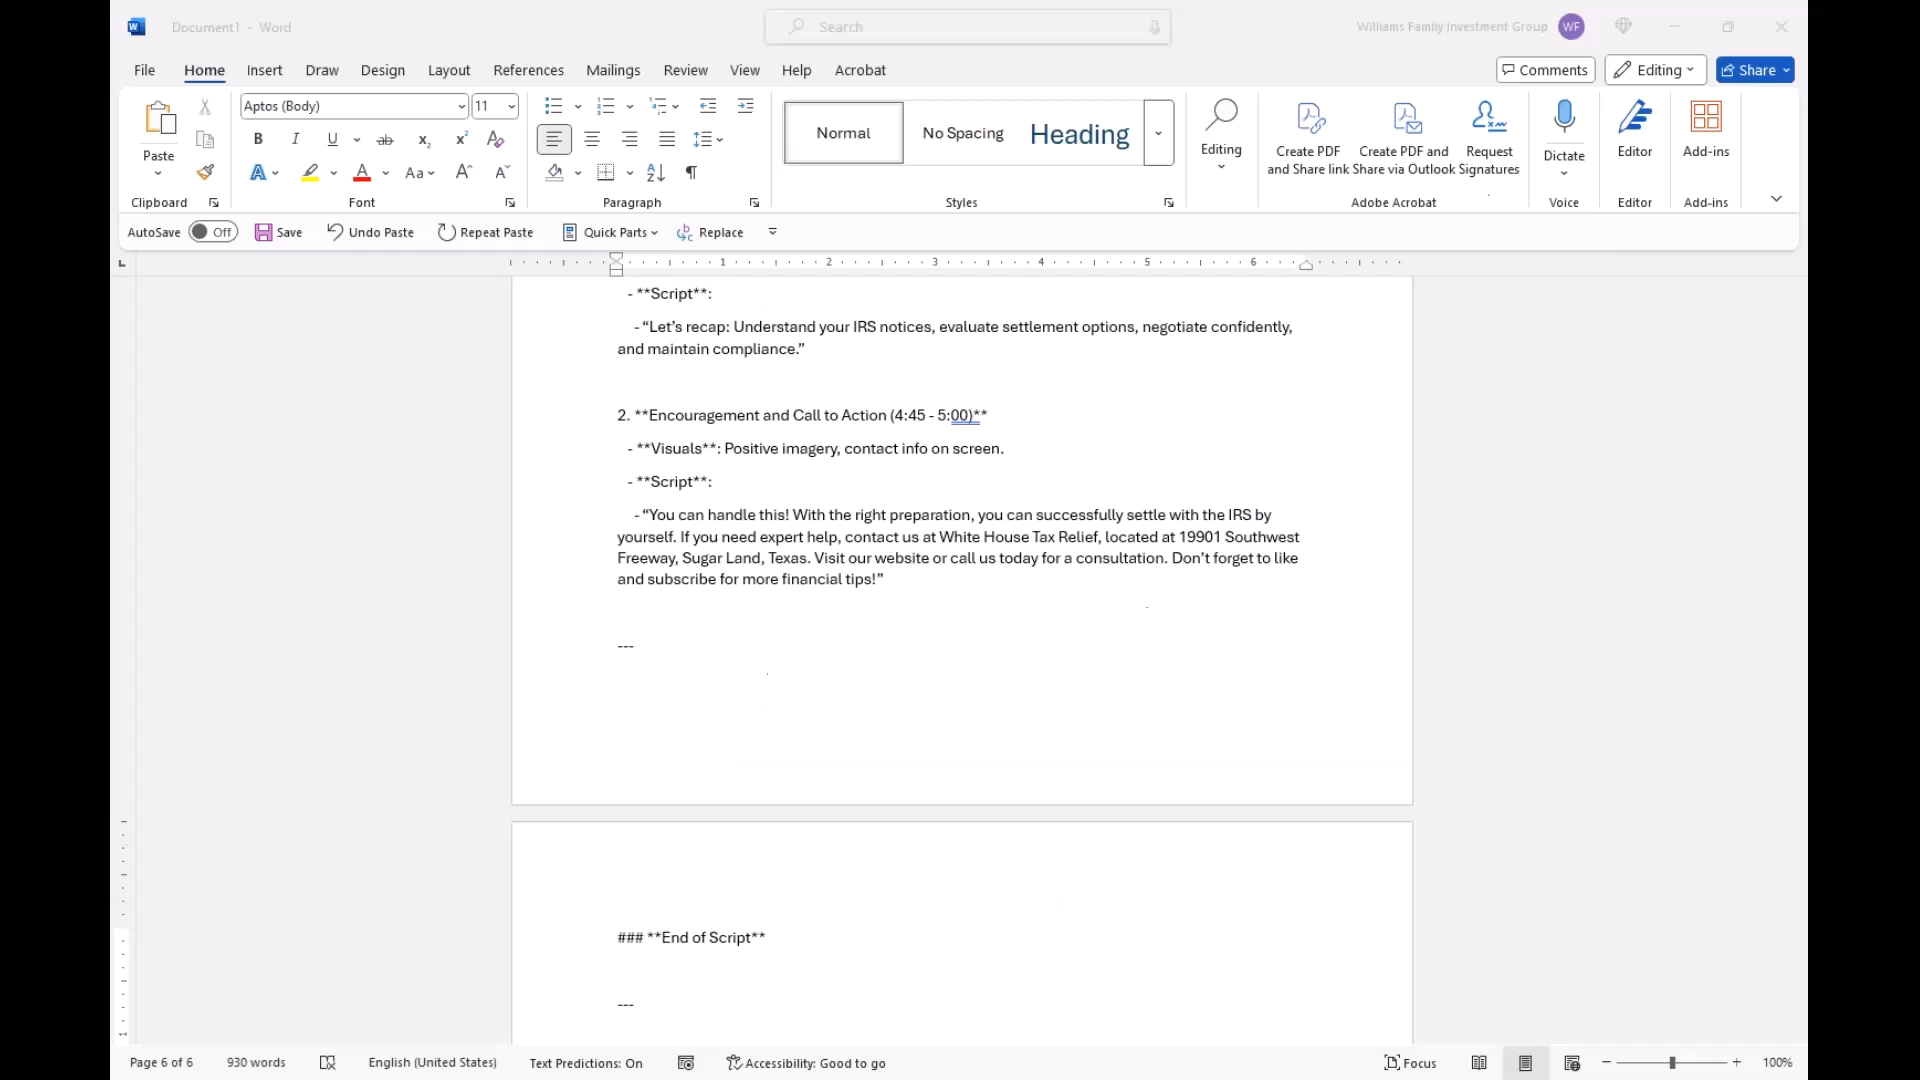 Document1 - Word
Search
Williams Family Investment Group
WF
File Home Insert Draw Design Layout References Mailings Review View Help Acrobat
Comments
Editing
Share
Paste
Clipboard
Aptos (Body) 11
Font
Paragraph
Normal
No Spacing
Heading
Styles
Editing
Create PDF
and Share link
Create PDF and
Share via Outlook
Request
Signatures
Adobe Acrobat
Dictate
Voice
Editor
Editor
Add-ins
Add-ins
AutoSave Off Save Undo Paste Repeat Paste Quick Parts Replace
1 2 3 4 5 6
- **Script**:
- “Let’s recap: Understand your IRS notices, evaluate settlement options, negotiate confidently,
and maintain compliance.”
2. **Encouragement and Call to Action (4:45 - 5:00)**
- **Visuals**: Positive imagery, contact info on screen.
- **Script**:
- “You can handle this! With the right preparation, you can successfully settle with the IRS by
yourself. If you need expert help, contact us at White House Tax Relief, located at 19901 Southwest
Freeway, Sugar Land, Texas. Visit our website or call us today for a consultation. Don’t forget to like
and subscribe for more financial tips!”
---
### **End of Script**
---
Page 6 of 6 930 words English (United States) Text Predictions: On Accessibility: Good to go Focus 100%